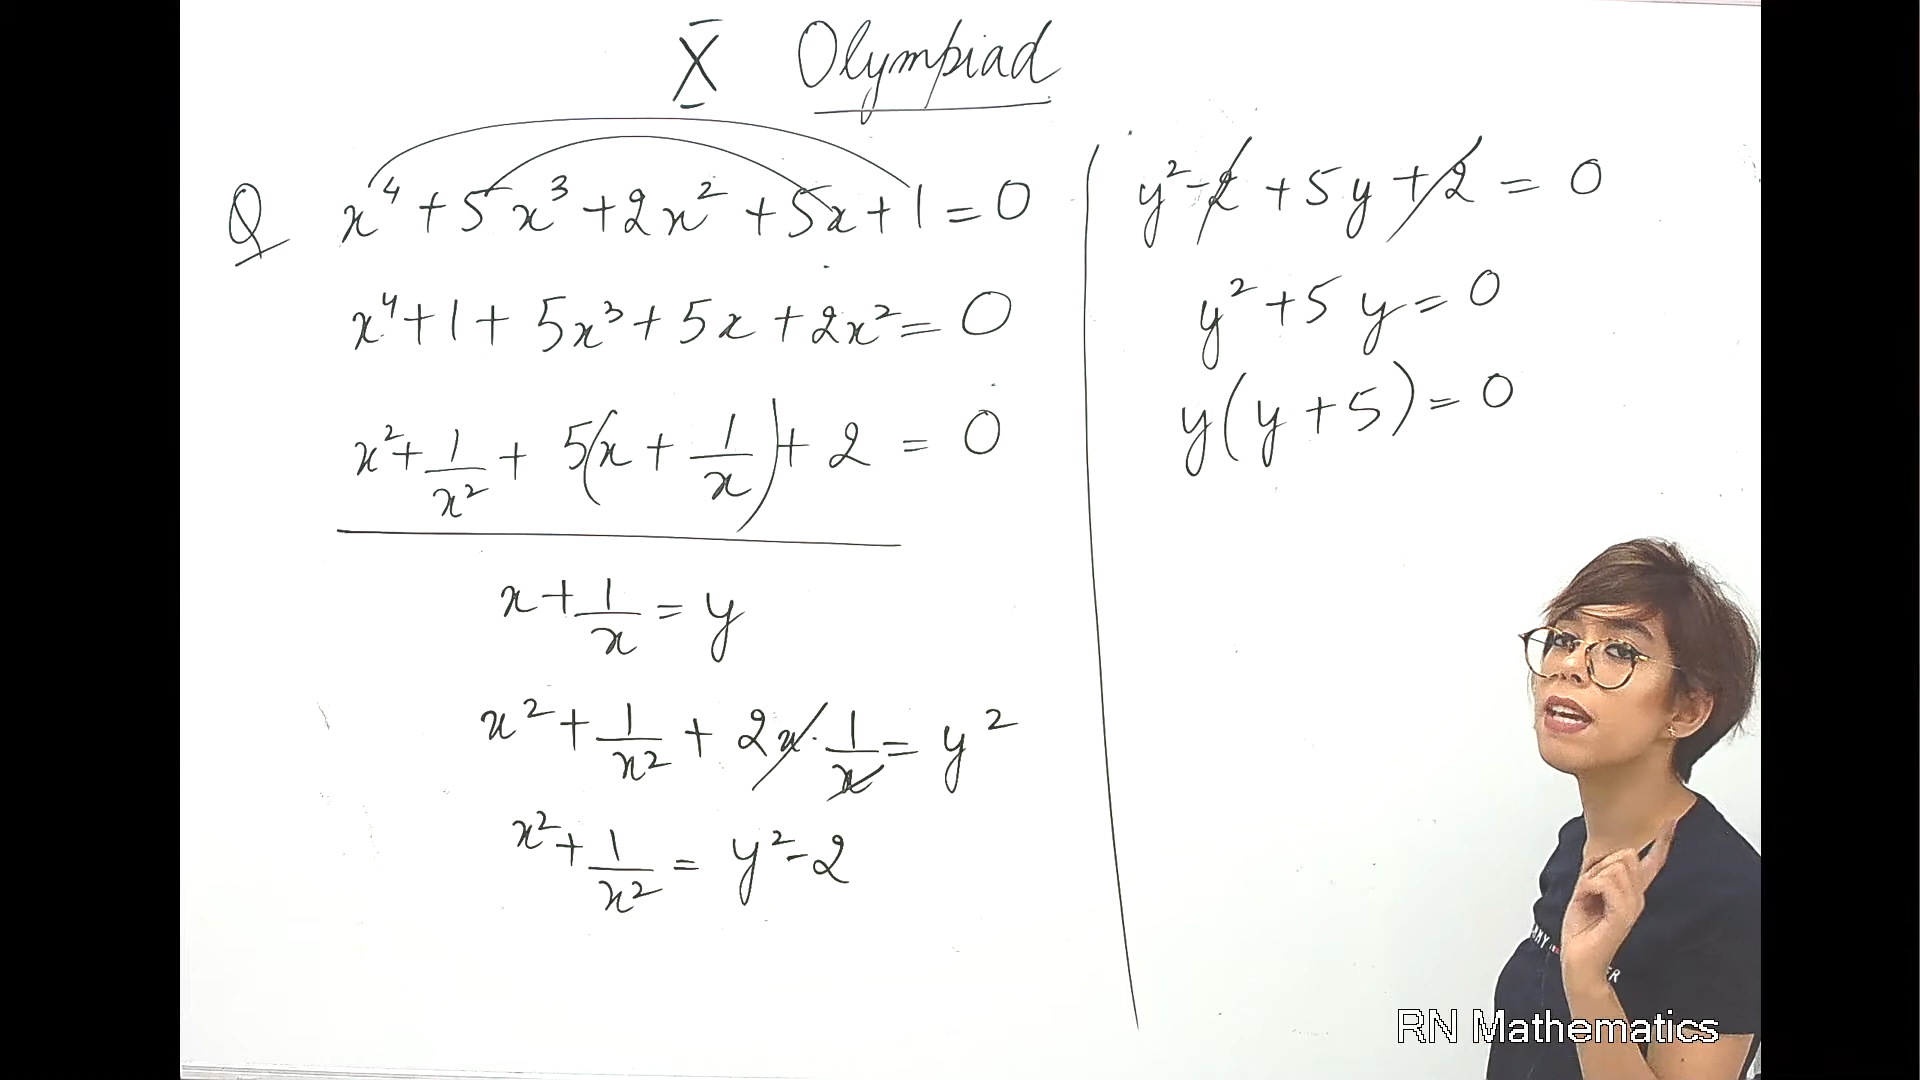 X Olympiad
Q x⁴ + 5x³ + 2x² + 5x + 1 = 0
x⁴ + 1 + 5x³ + 5x + 2x² = 0
x² + 1/x² + 5(x + 1/x) + 2 = 0
x + 1/x = y
x² + 1/x² + 2x · 1/x = y²
x² + 1/x² = y² - 2
y² - 2 + 5y + 2 = 0
y² + 5y = 0
y(y + 5) = 0
RN Mathematics